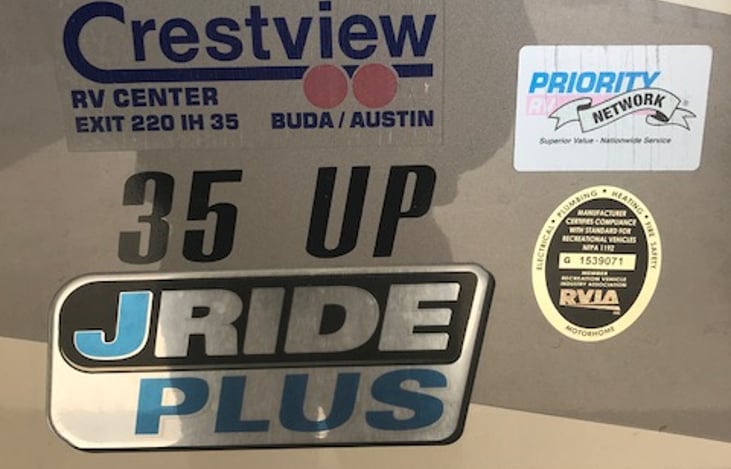 Crestview
RV CENTER
EXIT 220 IH 35 BUDA / AUSTIN
PRIORITY
RV
NETWORK
®
Superior Value - Nationwide Service
35 UP
JRIDE
PLUS
ELECTRICAL • PLUMBING • HEATING • FIRE SAFETY
MANUFACTURER
CERTIFIES COMPLIANCE
WITH STANDARD FOR
RECREATIONAL VEHICLES
NFPA 1192
G 1539071
MEMBER
RECREATION VEHICLE
INDUSTRY ASSOCIATION
RVIA
MOTORHOME